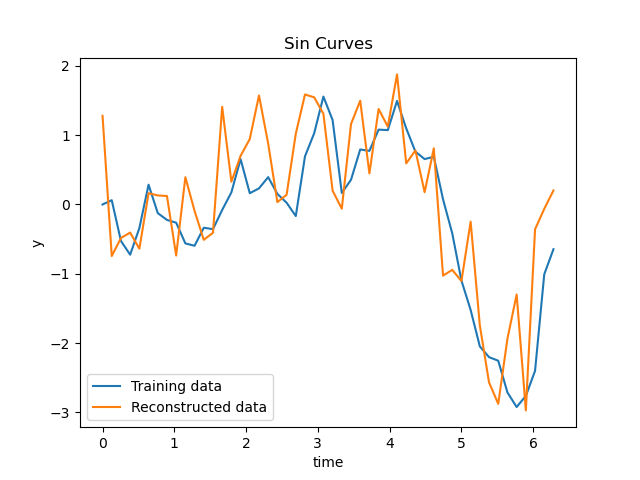 Sin Curves
2
1
0
−1
−2
−3
y
Training data
Reconstructed data
0 1 2 3 4 5 6
time